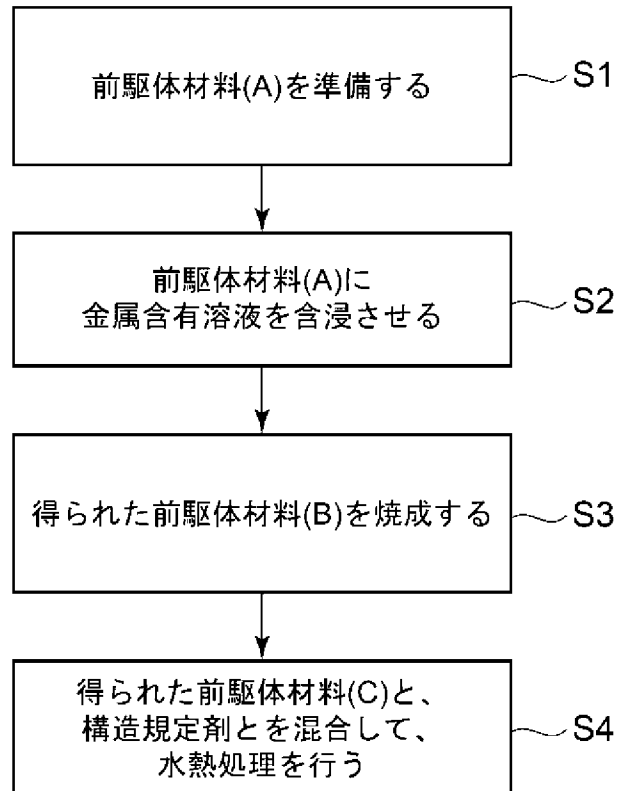 前駆体材料(A)を準備する
S1
前駆体材料(A)に
金属含有溶液を含浸させる
S2
得られた前駆体材料(B)を焼成する
S3
得られた前駆体材料(C)と、
構造規定剤とを混合して、
水熱処理を行う
S4